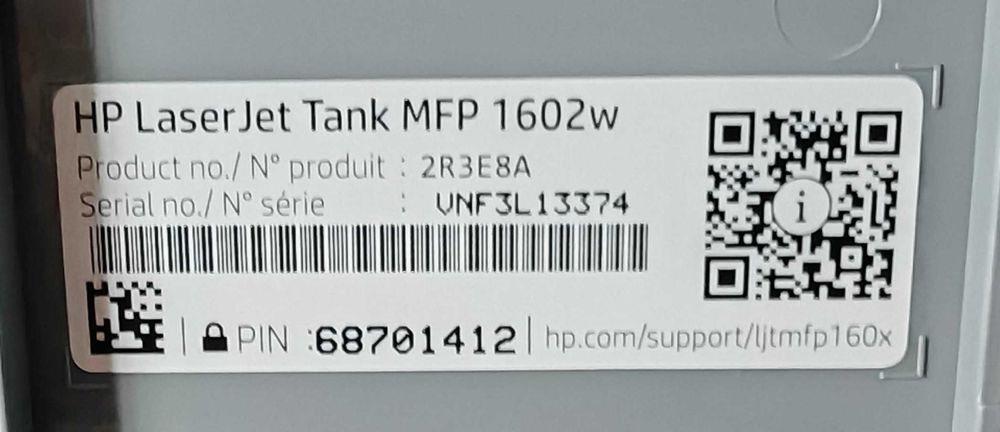 HP LaserJet Tank MFP 1602w
Product no./ N° produit : 2R3E8A
Serial no./ N° série : VNF3L13374
i
PIN :68701412 | hp.com/support/ljtmfp160x